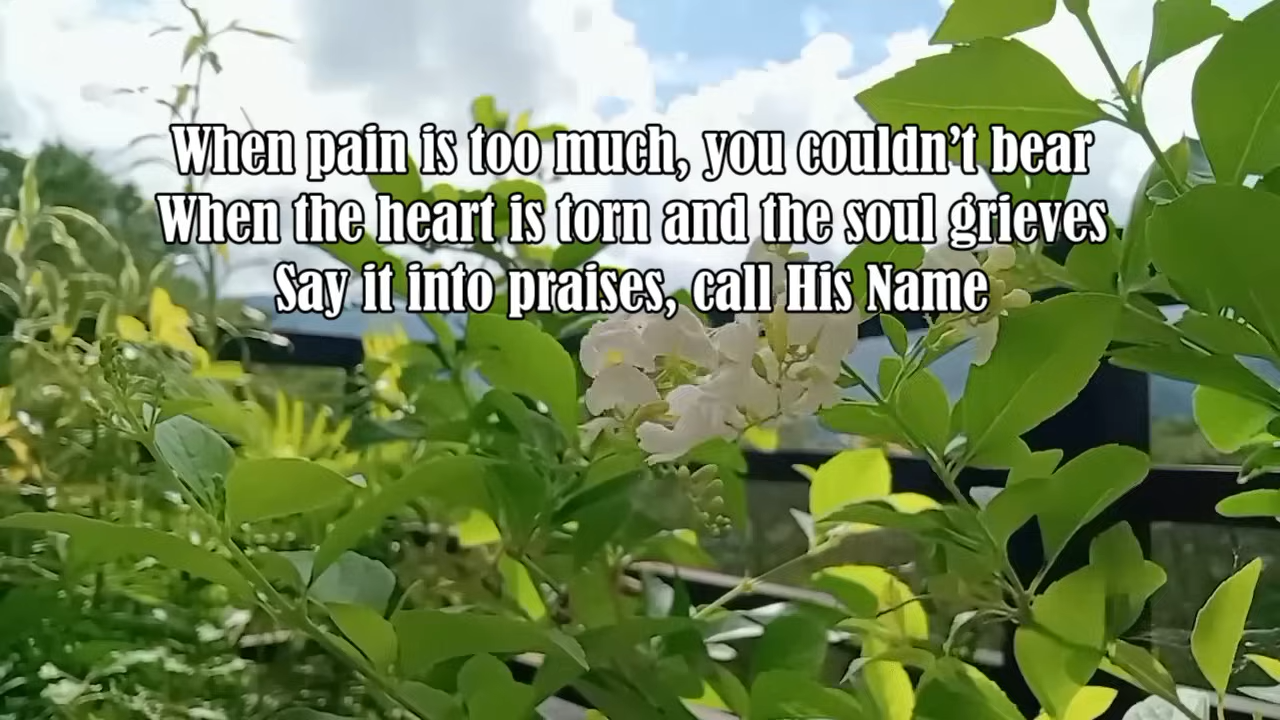 When pain is too much, you couldn’t bear
When the heart is torn and the soul grieves
Say it into praises, call His Name